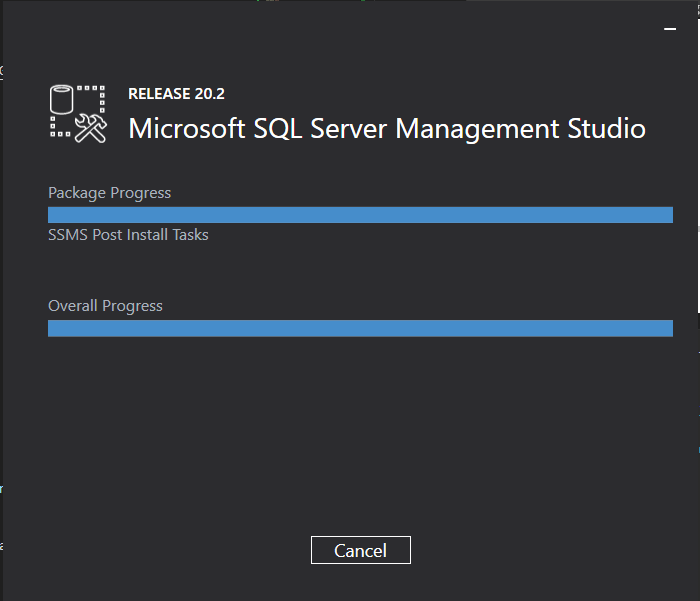 RELEASE 20.2
Microsoft SQL Server Management Studio
Package Progress
SSMS Post Install Tasks
Overall Progress
Cancel